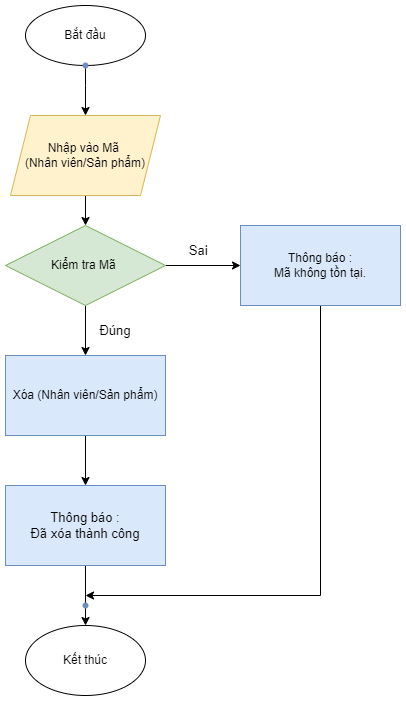 Bắt đầu
Nhập vào Mã
(Nhân viên/Sản phẩm)
Kiểm tra Mã
Sai
Thông báo :
Mã không tồn tại.
Đúng
Xóa (Nhân viên/Sản phẩm)
Thông báo :
Đã xóa thành công
Kết thúc